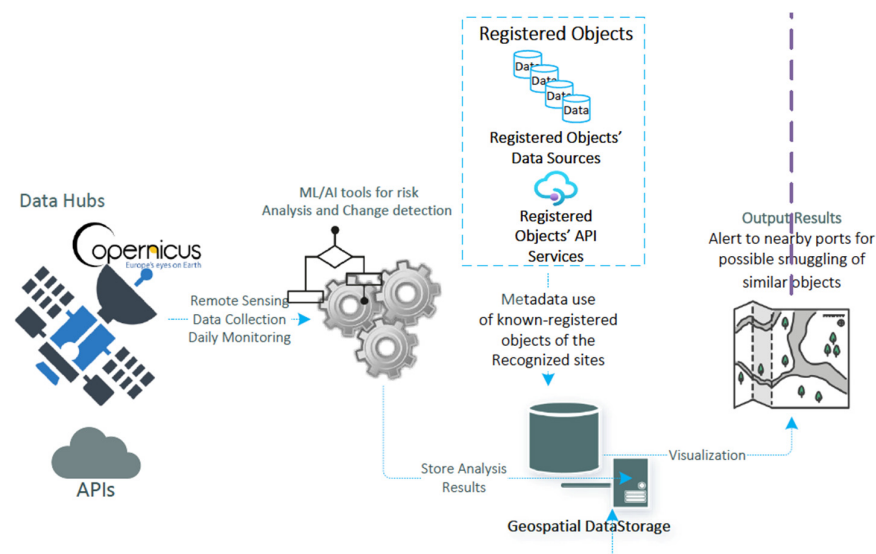 Registered Objects
Data
Data
Data
Data
Registered Objects'
Data Sources
Registered
Objects' API
Services
ML/AI tools for risk
Analysis and Change detection
Data Hubs
opernicus
Europe's eyes on Earth
Remote Sensing
Data Collection
Daily Monitoring
Metadata use
of known-registered
objects of the
Recognized sites
Output Results
Alert to nearby ports for
possible smuggling of
similar objects
APIs
Store Analysis
Results
Visualization
Geospatial DataStorage